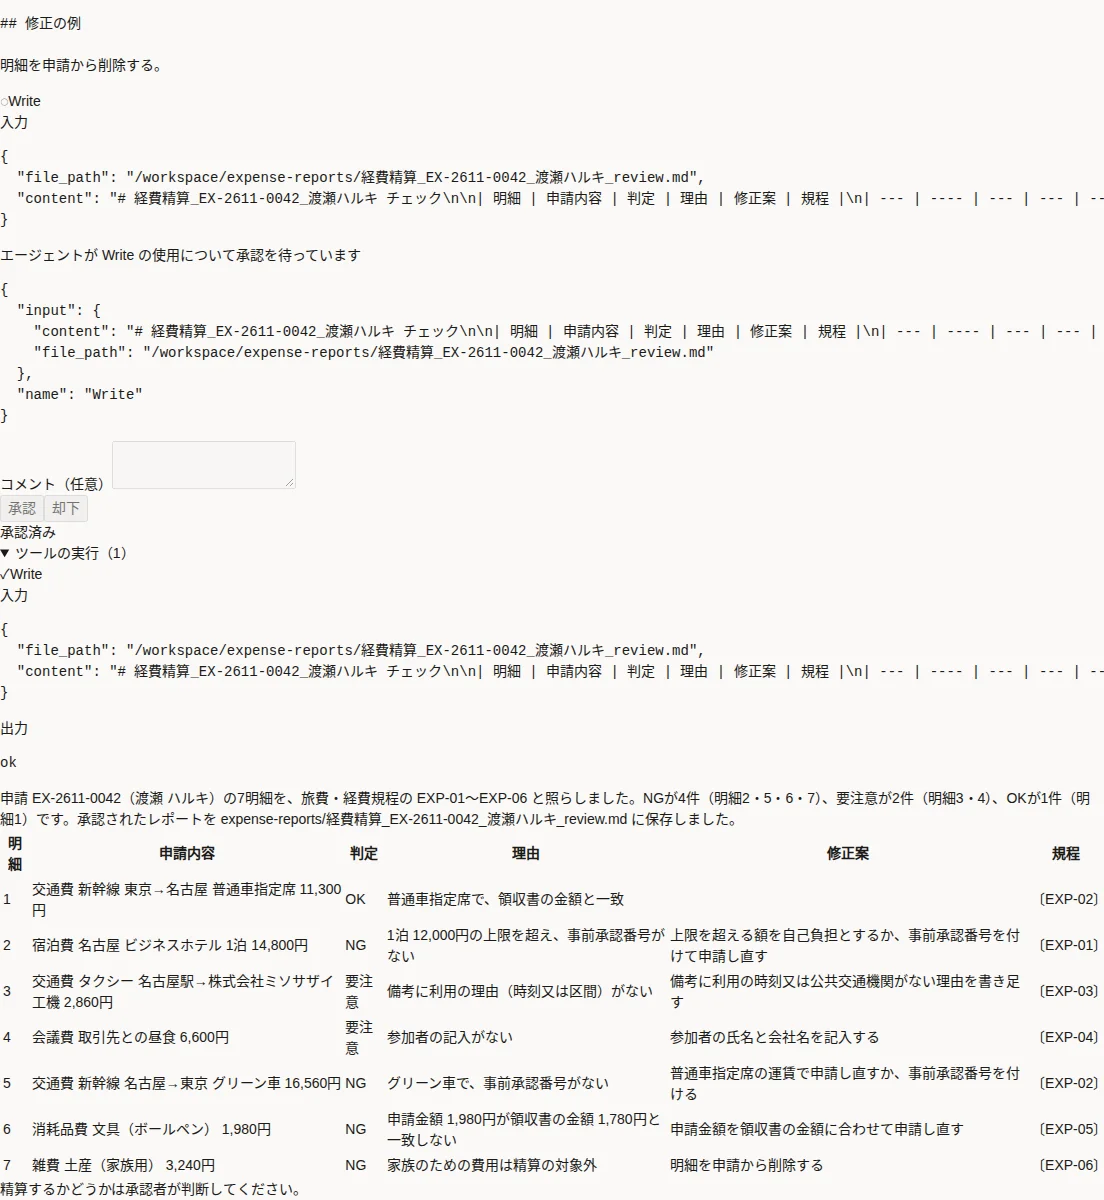 ## 修正の例
明細を申請から削除する。
○Write
入力
{
  "file_path": "/workspace/expense-reports/経費精算_EX-2611-0042_渡瀬ハルキ_review.md",
  "content": "# 経費精算_EX-2611-0042_渡瀬ハルキ チェック\n\n| 明細 | 申請内容 | 判定 | 理由 | 修正案 | 規程 |\n| --- | ---- | --- | --- | --
}
エージェントが Write の使用について承認を待っています
{
  "input": {
    "content": "# 経費精算_EX-2611-0042_渡瀬ハルキ チェック\n\n| 明細 | 申請内容 | 判定 | 理由 | 修正案 | 規程 |\n| --- | ---- | --- | --- |
    "file_path": "/workspace/expense-reports/経費精算_EX-2611-0042_渡瀬ハルキ_review.md"
  },
  "name": "Write"
}
コメント（任意）
承認 却下
承認済み
▼ ツールの実行（1）
✓Write
入力
{
  "file_path": "/workspace/expense-reports/経費精算_EX-2611-0042_渡瀬ハルキ_review.md",
  "content": "# 経費精算_EX-2611-0042_渡瀬ハルキ チェック\n\n| 明細 | 申請内容 | 判定 | 理由 | 修正案 | 規程 |\n| --- | ---- | --- | --- | --
}
出力
ok
申請 EX-2611-0042（渡瀬 ハルキ）の7明細を、旅費・経費規程の EXP-01〜EXP-06 と照らしました。NGが4件（明細2・5・6・7）、要注意が2件（明細3・4）、OKが1件（明
細1）です。承認されたレポートを expense-reports/経費精算_EX-2611-0042_渡瀬ハルキ_review.md に保存しました。
明細 申請内容 判定 理由 修正案 規程
1 交通費 新幹線 東京→名古屋 普通車指定席 11,300円 OK 普通車指定席で、領収書の金額と一致 〔EXP-02〕
2 宿泊費 名古屋 ビジネスホテル 1泊 14,800円 NG 1泊 12,000円の上限を超え、事前承認番号がない 上限を超える額を自己負担とするか、事前承認番号を付けて申請し直す 〔EXP-01〕
3 交通費 タクシー 名古屋駅→株式会社ミソサザイ工機 2,860円 要注意 備考に利用の理由（時刻又は区間）がない 備考に利用の時刻又は公共交通機関がない理由を書き足す 〔EXP-03〕
4 会議費 取引先との昼食 6,600円 要注意 参加者の記入がない 参加者の氏名と会社名を記入する 〔EXP-04〕
5 交通費 新幹線 名古屋→東京 グリーン車 16,560円 NG グリーン車で、事前承認番号がない 普通車指定席の運賃で申請し直すか、事前承認番号を付ける 〔EXP-02〕
6 消耗品費 文具（ボールペン） 1,980円 NG 申請金額 1,980円が領収書の金額 1,780円と一致しない 申請金額を領収書の金額に合わせて申請し直す 〔EXP-05〕
7 雑費 土産（家族用） 3,240円 NG 家族のための費用は精算の対象外 明細を申請から削除する 〔EXP-06〕
精算するかどうかは承認者が判断してください。